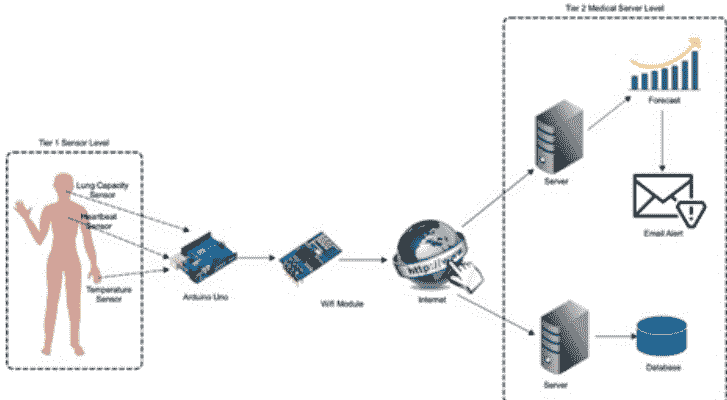 Tier 2 Medical Server Level
Forecast
Tier 1 Sensor Level
Lung Capacity
Sensor
Heartbeat
Sensor
Server
Email Alert
Temperature
Sensor
Arduino Uno
Wifi Module
http://
Internet
Server
Database